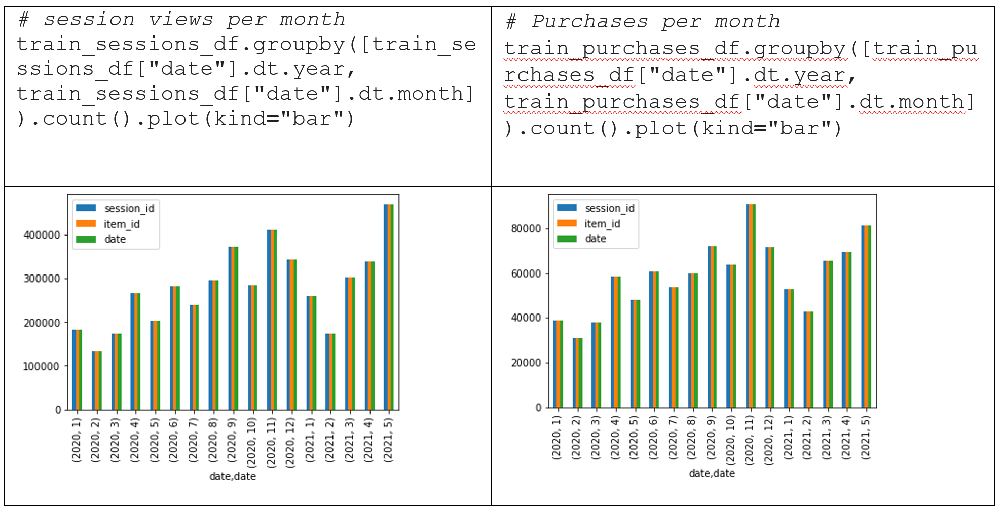 # session views per month
train_sessions_df.groupby([train_se
ssions_df["date"].dt.year,
train_sessions_df["date"].dt.month]
).count().plot(kind="bar")
# Purchases per month
train_purchases_df.groupby([train_pu
rchases_df["date"].dt.year,
train_purchases_df["date"].dt.month]
).count().plot(kind="bar")
session_id
item_id
date
400000
300000
200000
100000
0
(2020, 1)
(2020, 2)
(2020, 3)
(2020, 4)
(2020, 5)
(2020, 6)
(2020, 7)
(2020, 8)
(2020, 9)
(2020, 10)
(2020, 11)
(2020, 12)
(2021, 1)
(2021, 2)
(2021, 3)
(2021, 4)
(2021, 5)
date,date
session_id
item_id
date
80000
60000
40000
20000
0
(2020, 1)
(2020, 2)
(2020, 3)
(2020, 4)
(2020, 5)
(2020, 6)
(2020, 7)
(2020, 8)
(2020, 9)
(2020, 10)
(2020, 11)
(2020, 12)
(2021, 1)
(2021, 2)
(2021, 3)
(2021, 4)
(2021, 5)
date,date